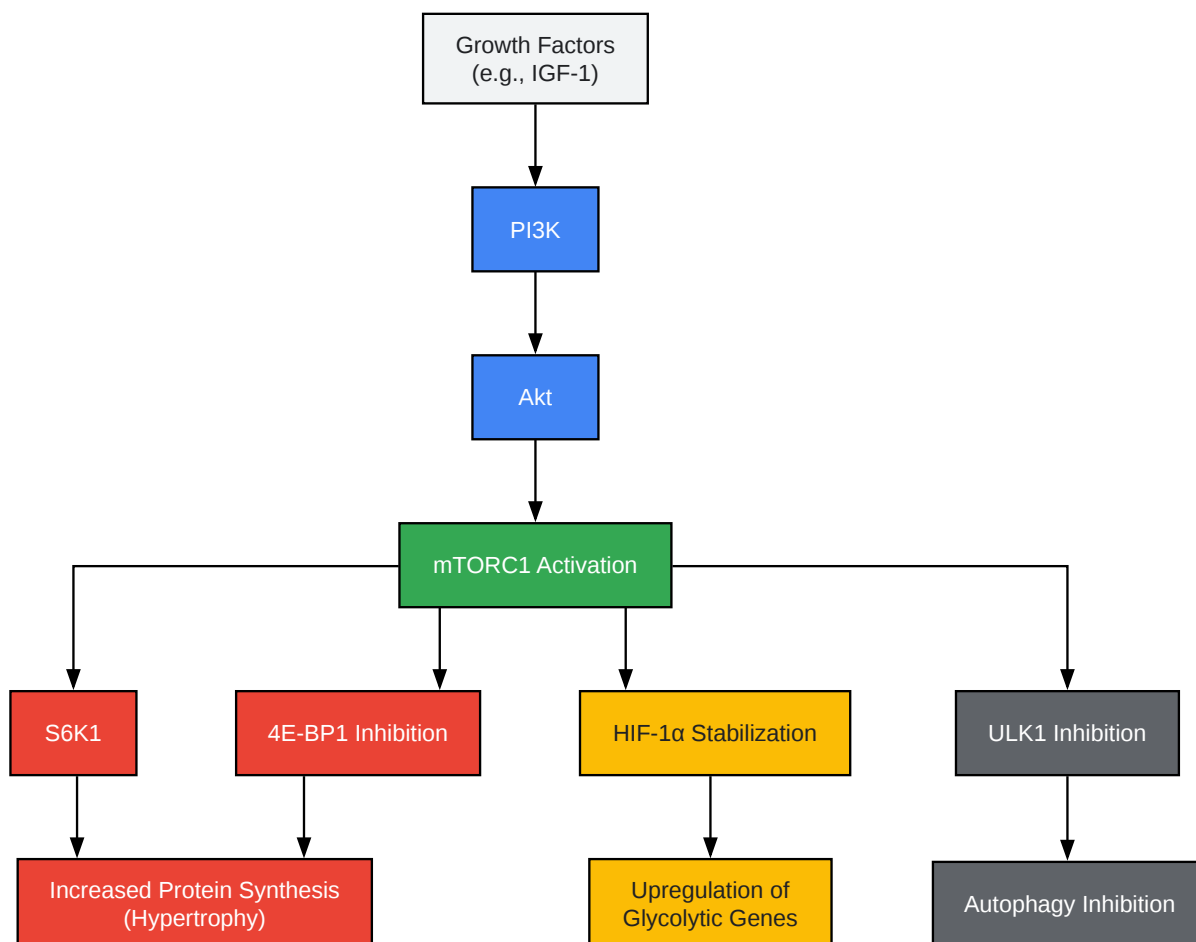 Growth Factors
(e.g., IGF-1)
PI3K
Akt
mTORC1 Activation
S6K1
4E-BP1 Inhibition
HIF-1α Stabilization
ULK1 Inhibition
Increased Protein Synthesis
(Hypertrophy)
Upregulation of
Glycolytic Genes
Autophagy Inhibition